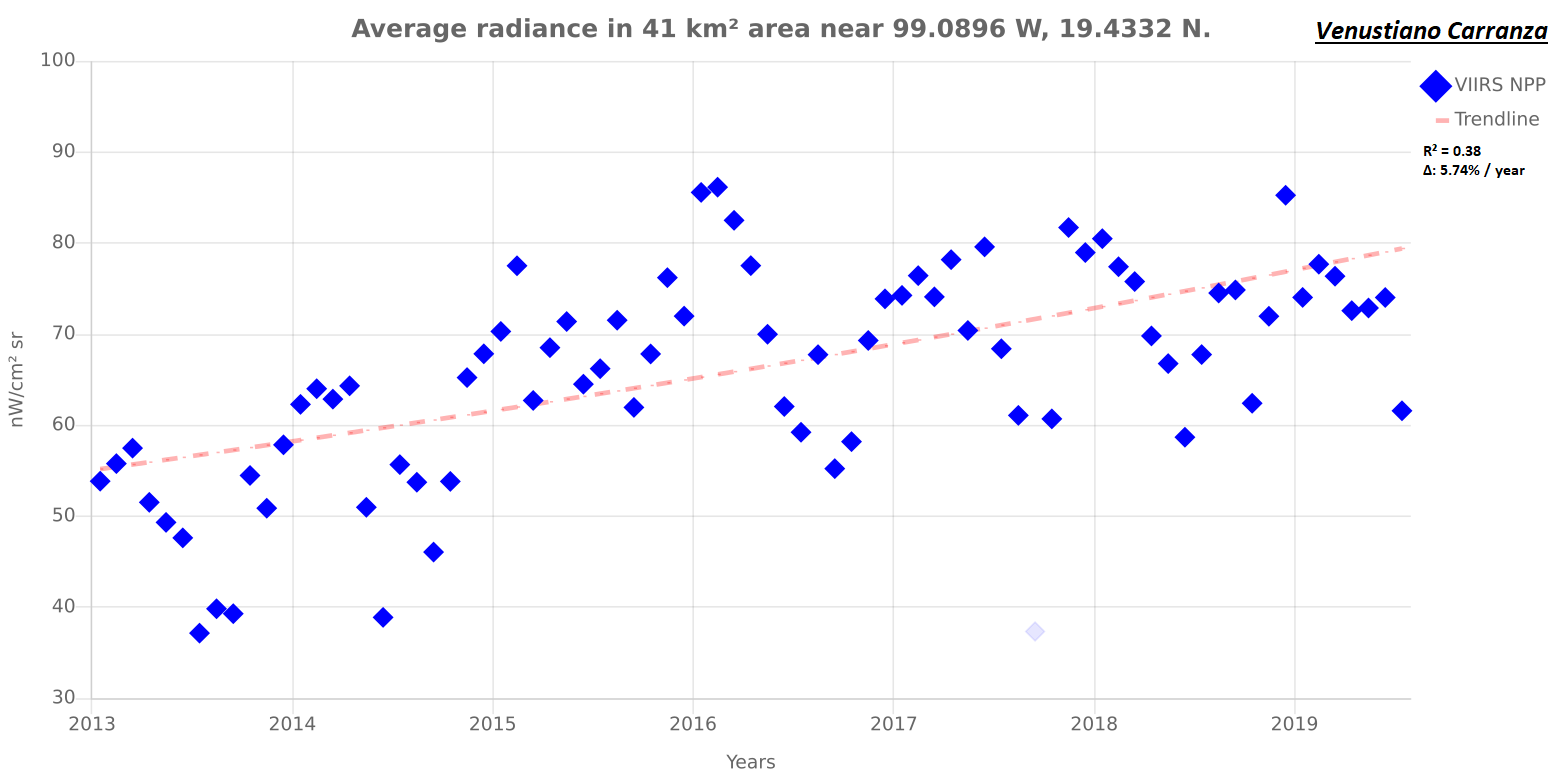 Average radiance in 41 km² area near 99.0896 W, 19.4332 N.
Venustiano Carranza
VIIRS NPP
Trendline
R² = 0.38
Δ: 5.74% / year
100
90
80
70
60
50
40
30
nW/cm² sr
2013 2014 2015 2016 2017 2018 2019
Years